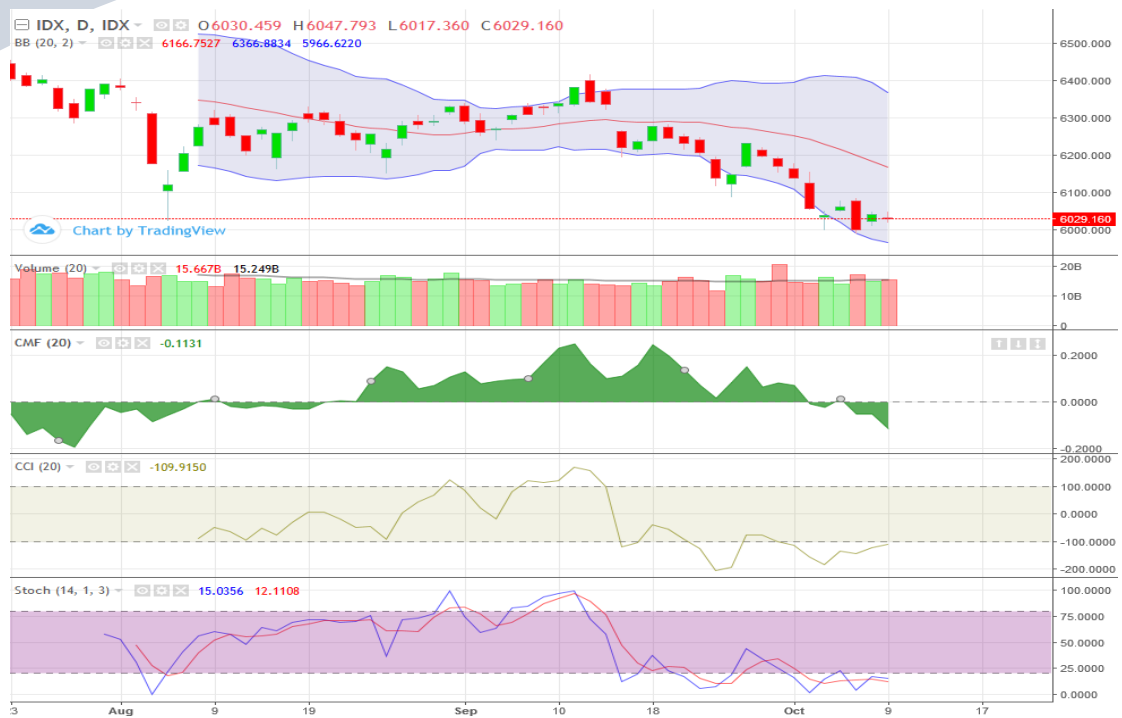 IDX, D, IDX O6030.459 H6047.793 L6017.360 C6029.160
BB (20, 2) 6166.7527 6366.8834 5966.6220
6500.000
6400.000
6300.000
6200.000
6100.000
6029.160
6000.000
Chart by TradingView
Volume (20) 15.667B 15.249B
20B
10B
0
CMF (20) -0.1131
0.2000
0.0000
-0.2000
CCI (20) -109.9150
200.0000
100.0000
0.0000
-100.0000
-200.0000
Stoch (14, 1, 3) 15.0356 12.1108
100.0000
75.0000
50.0000
25.0000
0.0000
Aug 9 19 Sep 10 18 Oct 9 17